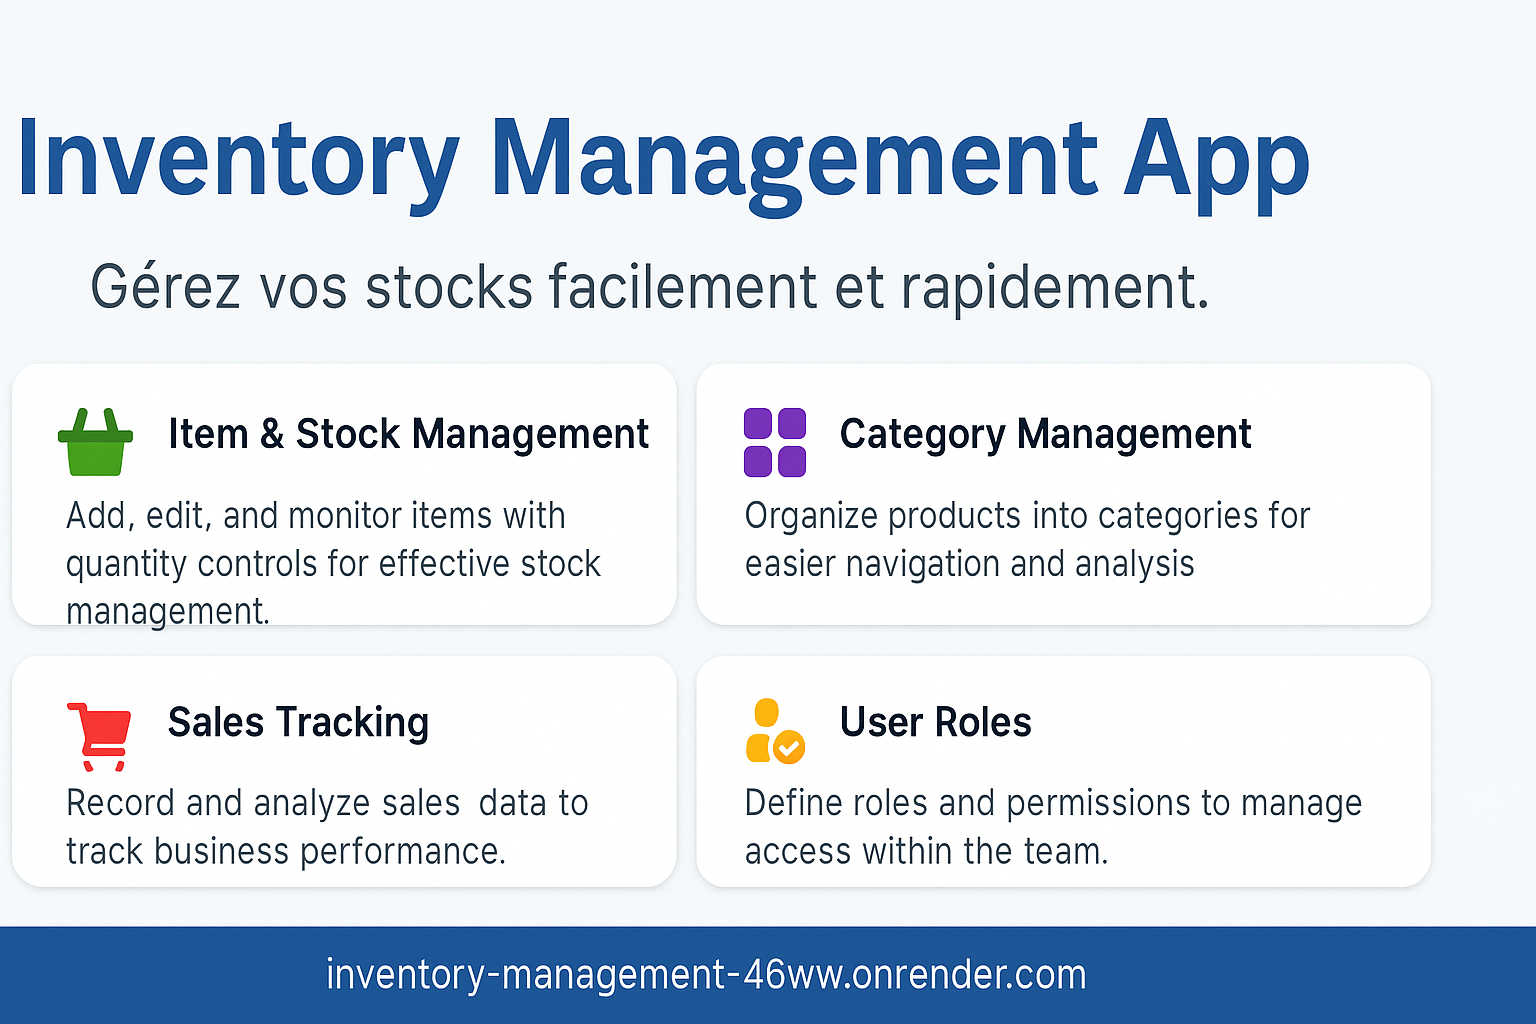 Inventory Management App
Gérez vos stocks facilement et rapidement.
Item & Stock Management
Add, edit, and monitor items with
quantity controls for effective stock
management.
Category Management
Organize products into categories for
easier navigation and analysis
Sales Tracking
Record and analyze sales  data to
track business performance.
User Roles
Define roles and permissions to manage
access within the team.
inventory-management-46ww.onrender.com